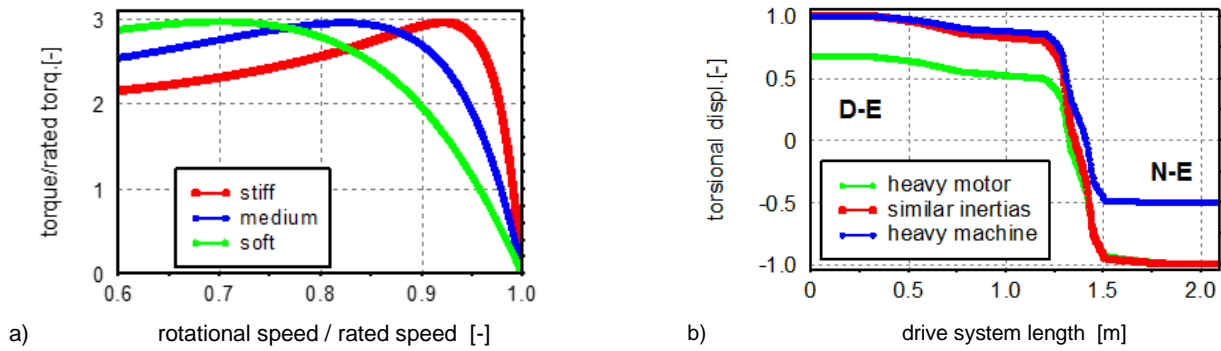 torque/rated torq.[-]
3
2
1
0
stiff
medium
soft
0.6 0.7 0.8 0.9 1.0
a) rotational speed / rated speed [-]
torsional displ.[-]
1.0
0.5
0
-0.5
-1.0
D-E
N-E
heavy motor
similar inertias
heavy machine
0 0.5 1.0 1.5 2.0
b) drive system length [m]